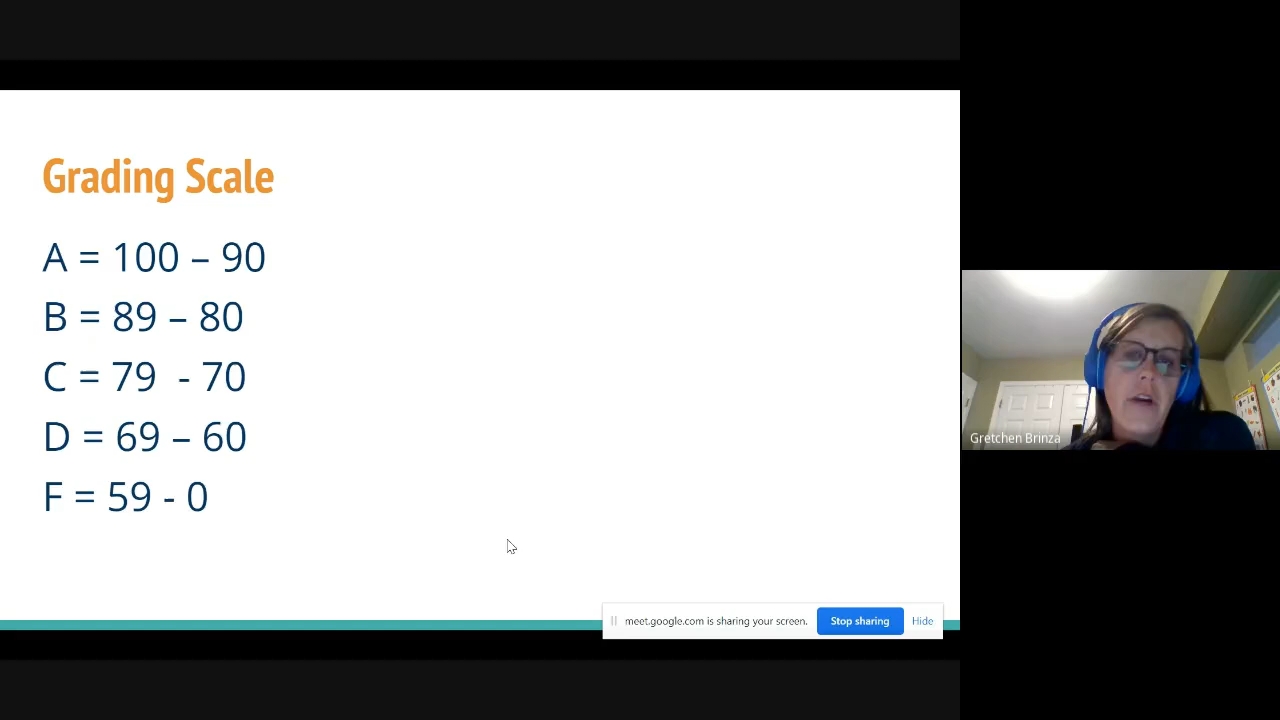 Grading Scale
A = 100 – 90
B = 89 – 80
C = 79  - 70
D = 69 – 60
F = 59 - 0
Gretchen Brinza
meet.google.com is sharing your screen. Stop sharing Hide